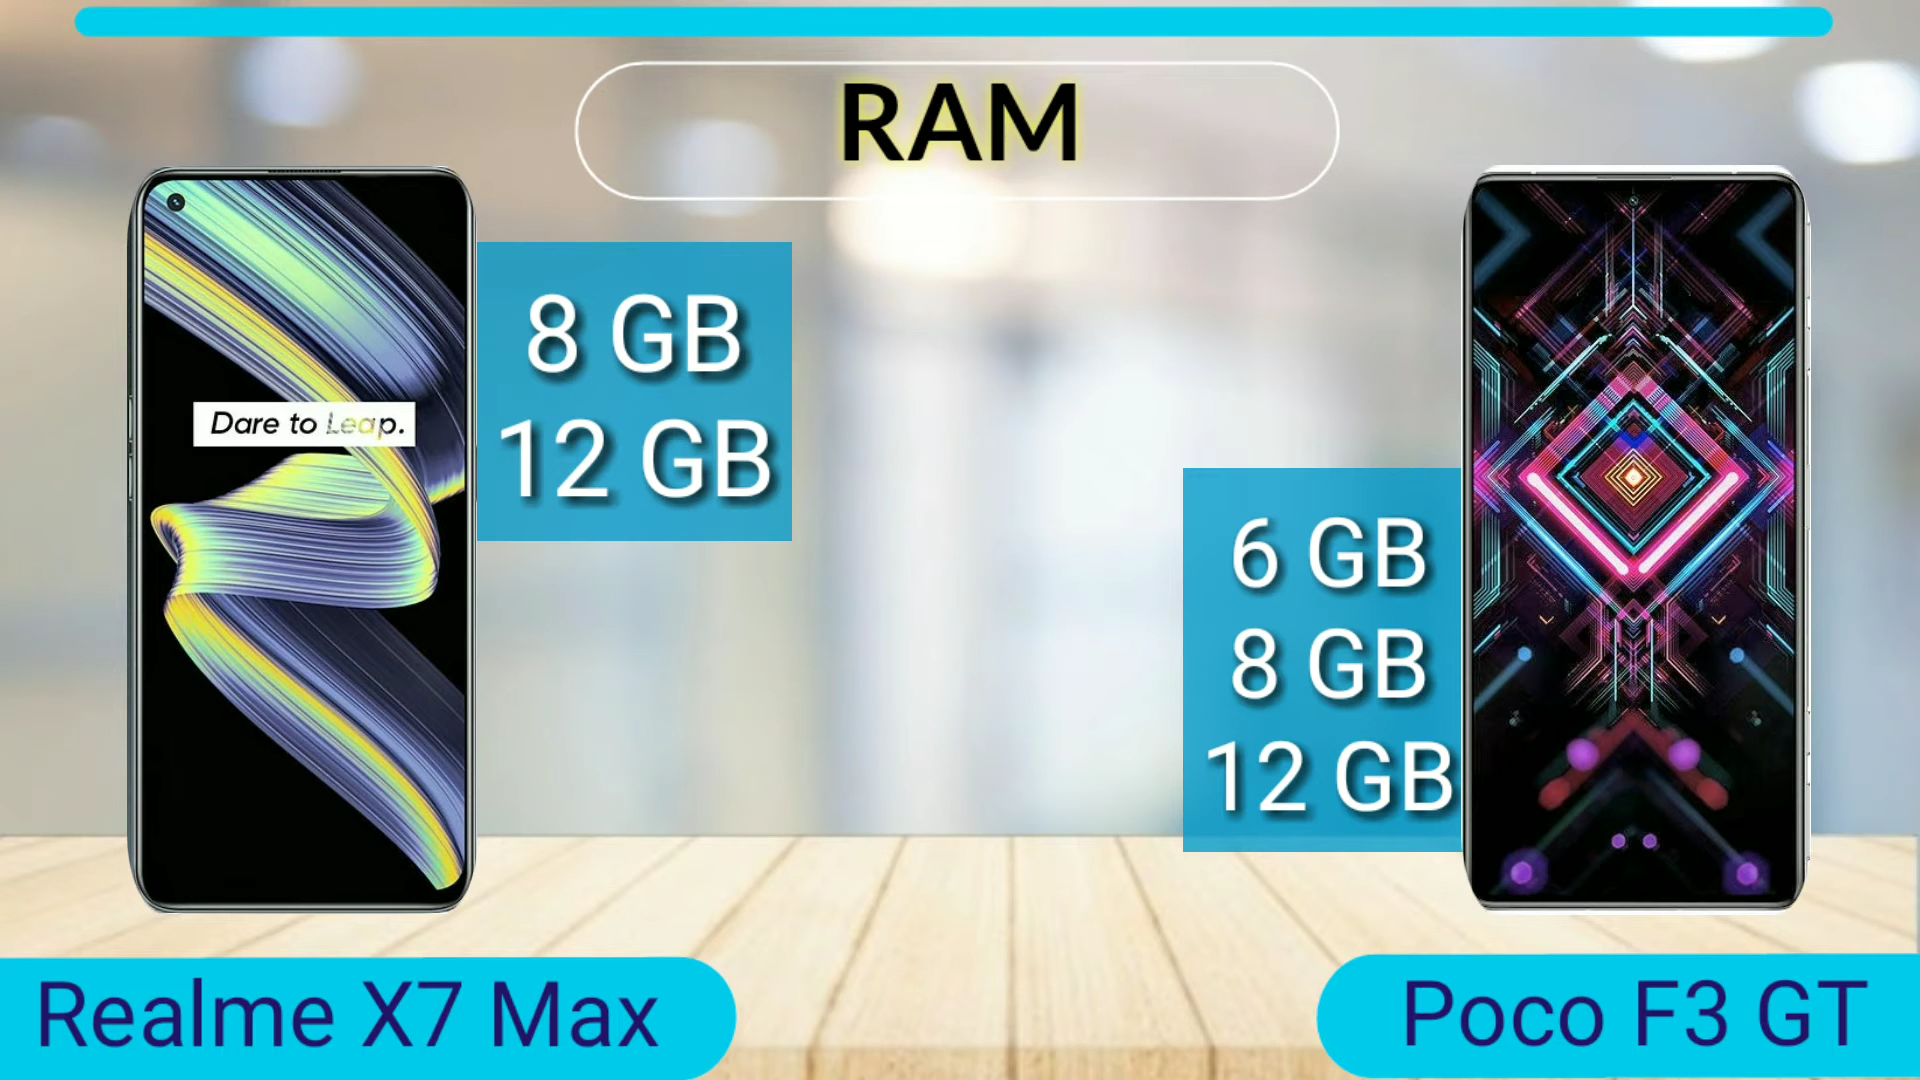 RAM
Dare to Leap.
8 GB
12 GB
6 GB
8 GB
12 GB
Realme X7 Max
Poco F3 GT